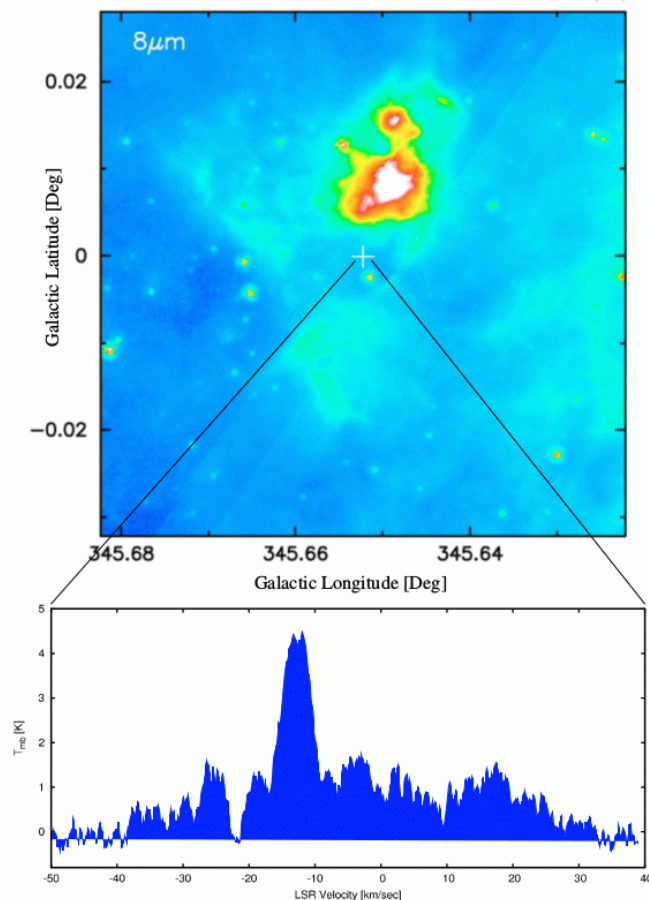 8μm
0.02
0
−0.02
Galactic Latitude [Deg]
345.68 345.66 345.64
Galactic Longitude [Deg]
5
4
3
2
1
0
T_mb [K]
-50 -40 -30 -20 -10 0 10 20 30 40
LSR Velocity [km/sec]